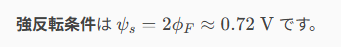 強反転条件は ψₛ = 2ϕF ≈ 0.72 V です。